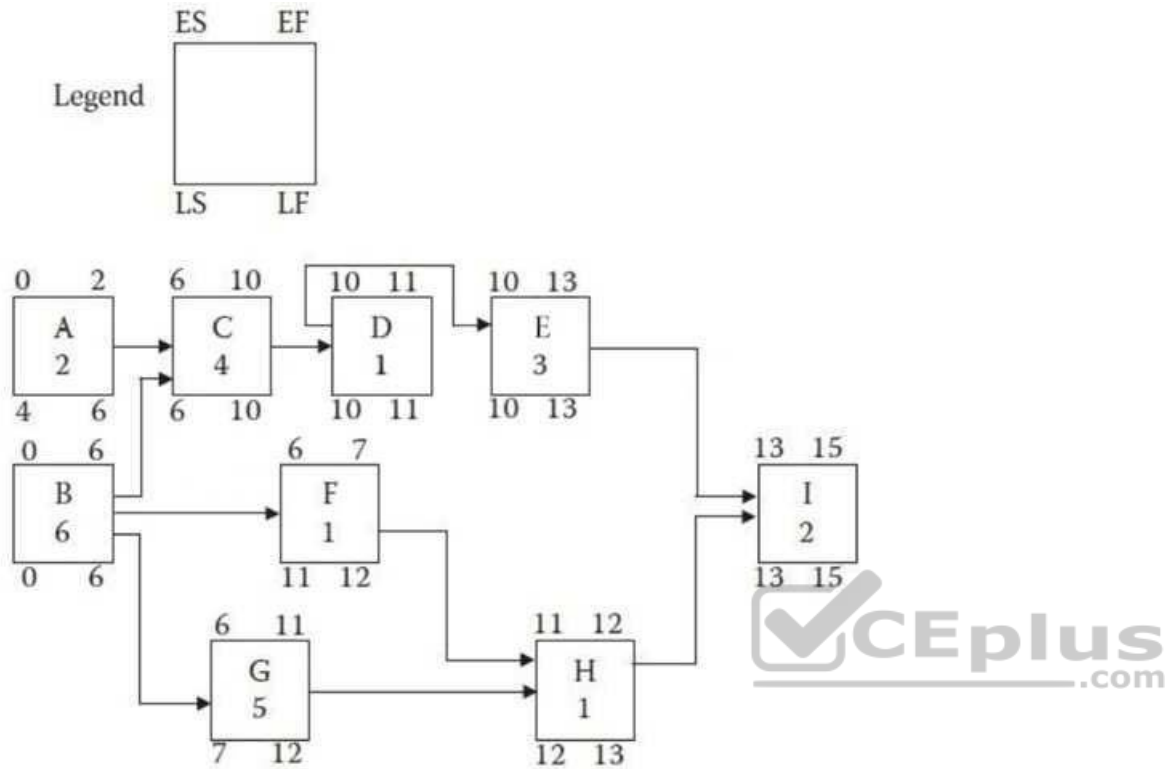 ES EF
Legend
LS LF
0 2 6 10 10 11 10 13
A C D E
2 4 1 3
4 6 6 10 10 11 10 13
0 6 6 7 13 15
B F I
6 1 2
0 6 11 12 13 15
6 11 11 12
G H
5 1
7 12 12 13
CEplus
.com